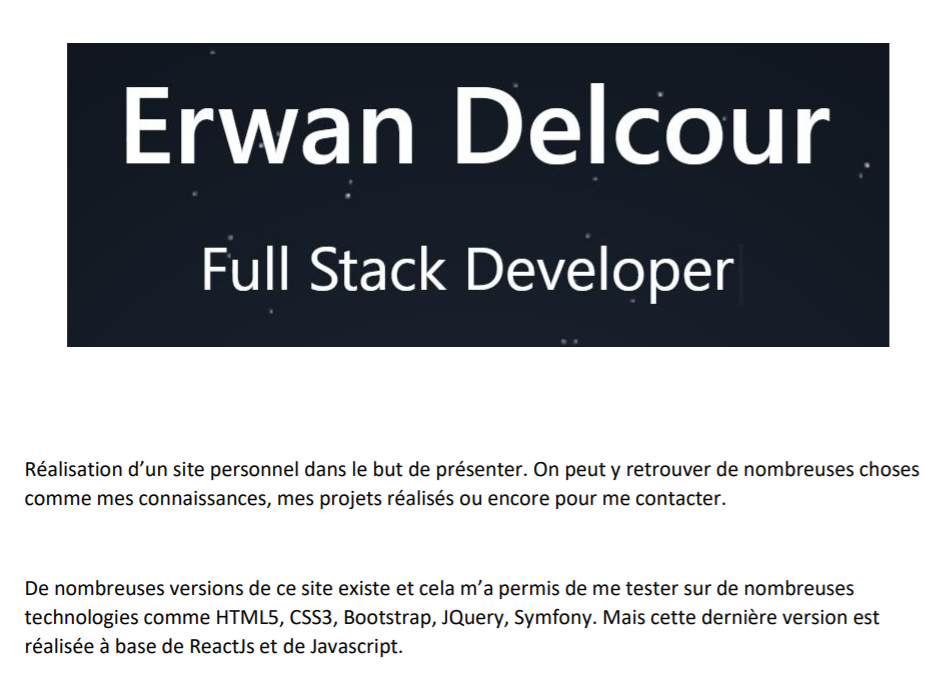 Erwan Delcour
Full Stack Developer
Réalisation d’un site personnel dans le but de présenter. On peut y retrouver de nombreuses choses
comme mes connaissances, mes projets réalisés ou encore pour me contacter.
De nombreuses versions de ce site existe et cela m’a permis de me tester sur de nombreuses
technologies comme HTML5, CSS3, Bootstrap, JQuery, Symfony. Mais cette dernière version est
réalisée à base de ReactJs et de Javascript.